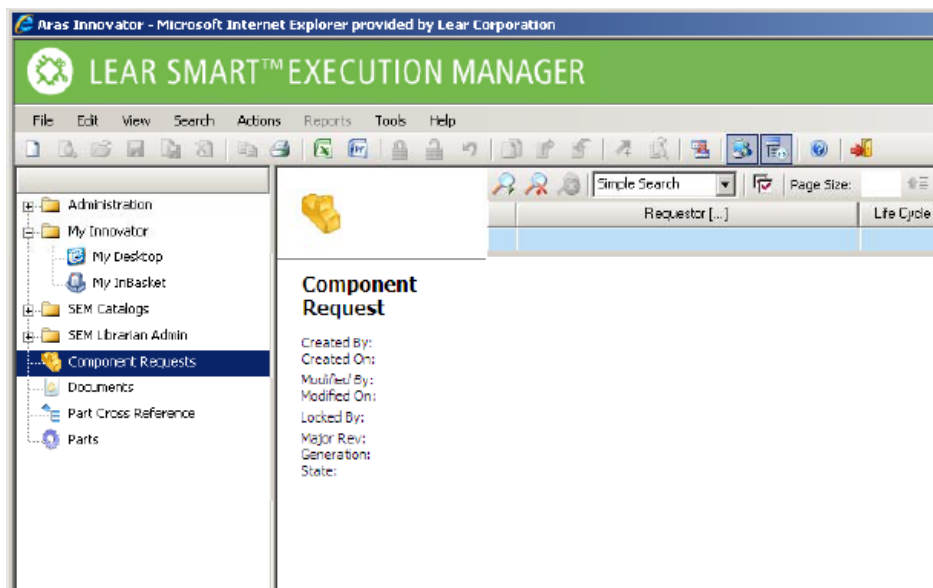 Aras Innovator - Microsoft Internet Explorer provided by Lear Corporation
LEAR SMART™ EXECUTION MANAGER
File Edit View Search Actions Reports Tools Help
Simple Search Page Size:
Administration
My Innovator
My Desktop
My InBasket
SEM Catalogs
SEM Librarian Admin
Component Requests
Documents
Part Cross Reference
Parts
Requestor [...] Life Cycle
Component
Request
Created By:
Created On:
Modified By:
Modified On:
Locked By:
Major Rev:
Generation:
State: